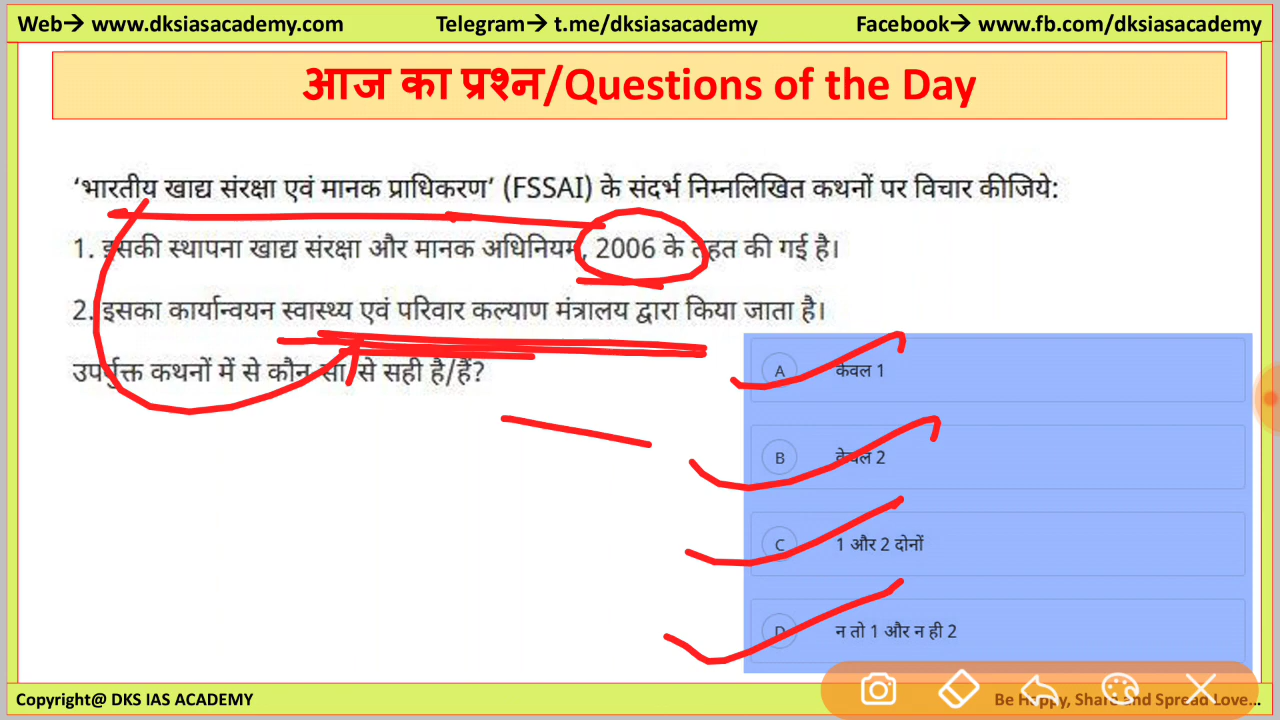 Web→ www.dksiasacademy.com Telegram→ t.me/dksiasacademy Facebook→ www.fb.com/dksiasacademy
आज का प्रश्न/Questions of the Day
‘भारतीय खाद्य संरक्षा एवं मानक प्राधिकरण’ (FSSAI) के संदर्भ निम्नलिखित कथनों पर विचार कीजिये:
1. इसकी स्थापना खाद्य संरक्षा और मानक अधिनियम, 2006 के तहत की गई है।
2. इसका कार्यान्वयन स्वास्थ्य एवं परिवार कल्याण मंत्रालय द्वारा किया जाता है।
उपर्युक्त कथनों में से कौन सा/से सही है/हैं?
A केवल 1
B केवल 2
C 1 और 2 दोनों
D न तो 1 और न ही 2
Copyright@ DKS IAS ACADEMY Be Happy, Share and Spread Love...